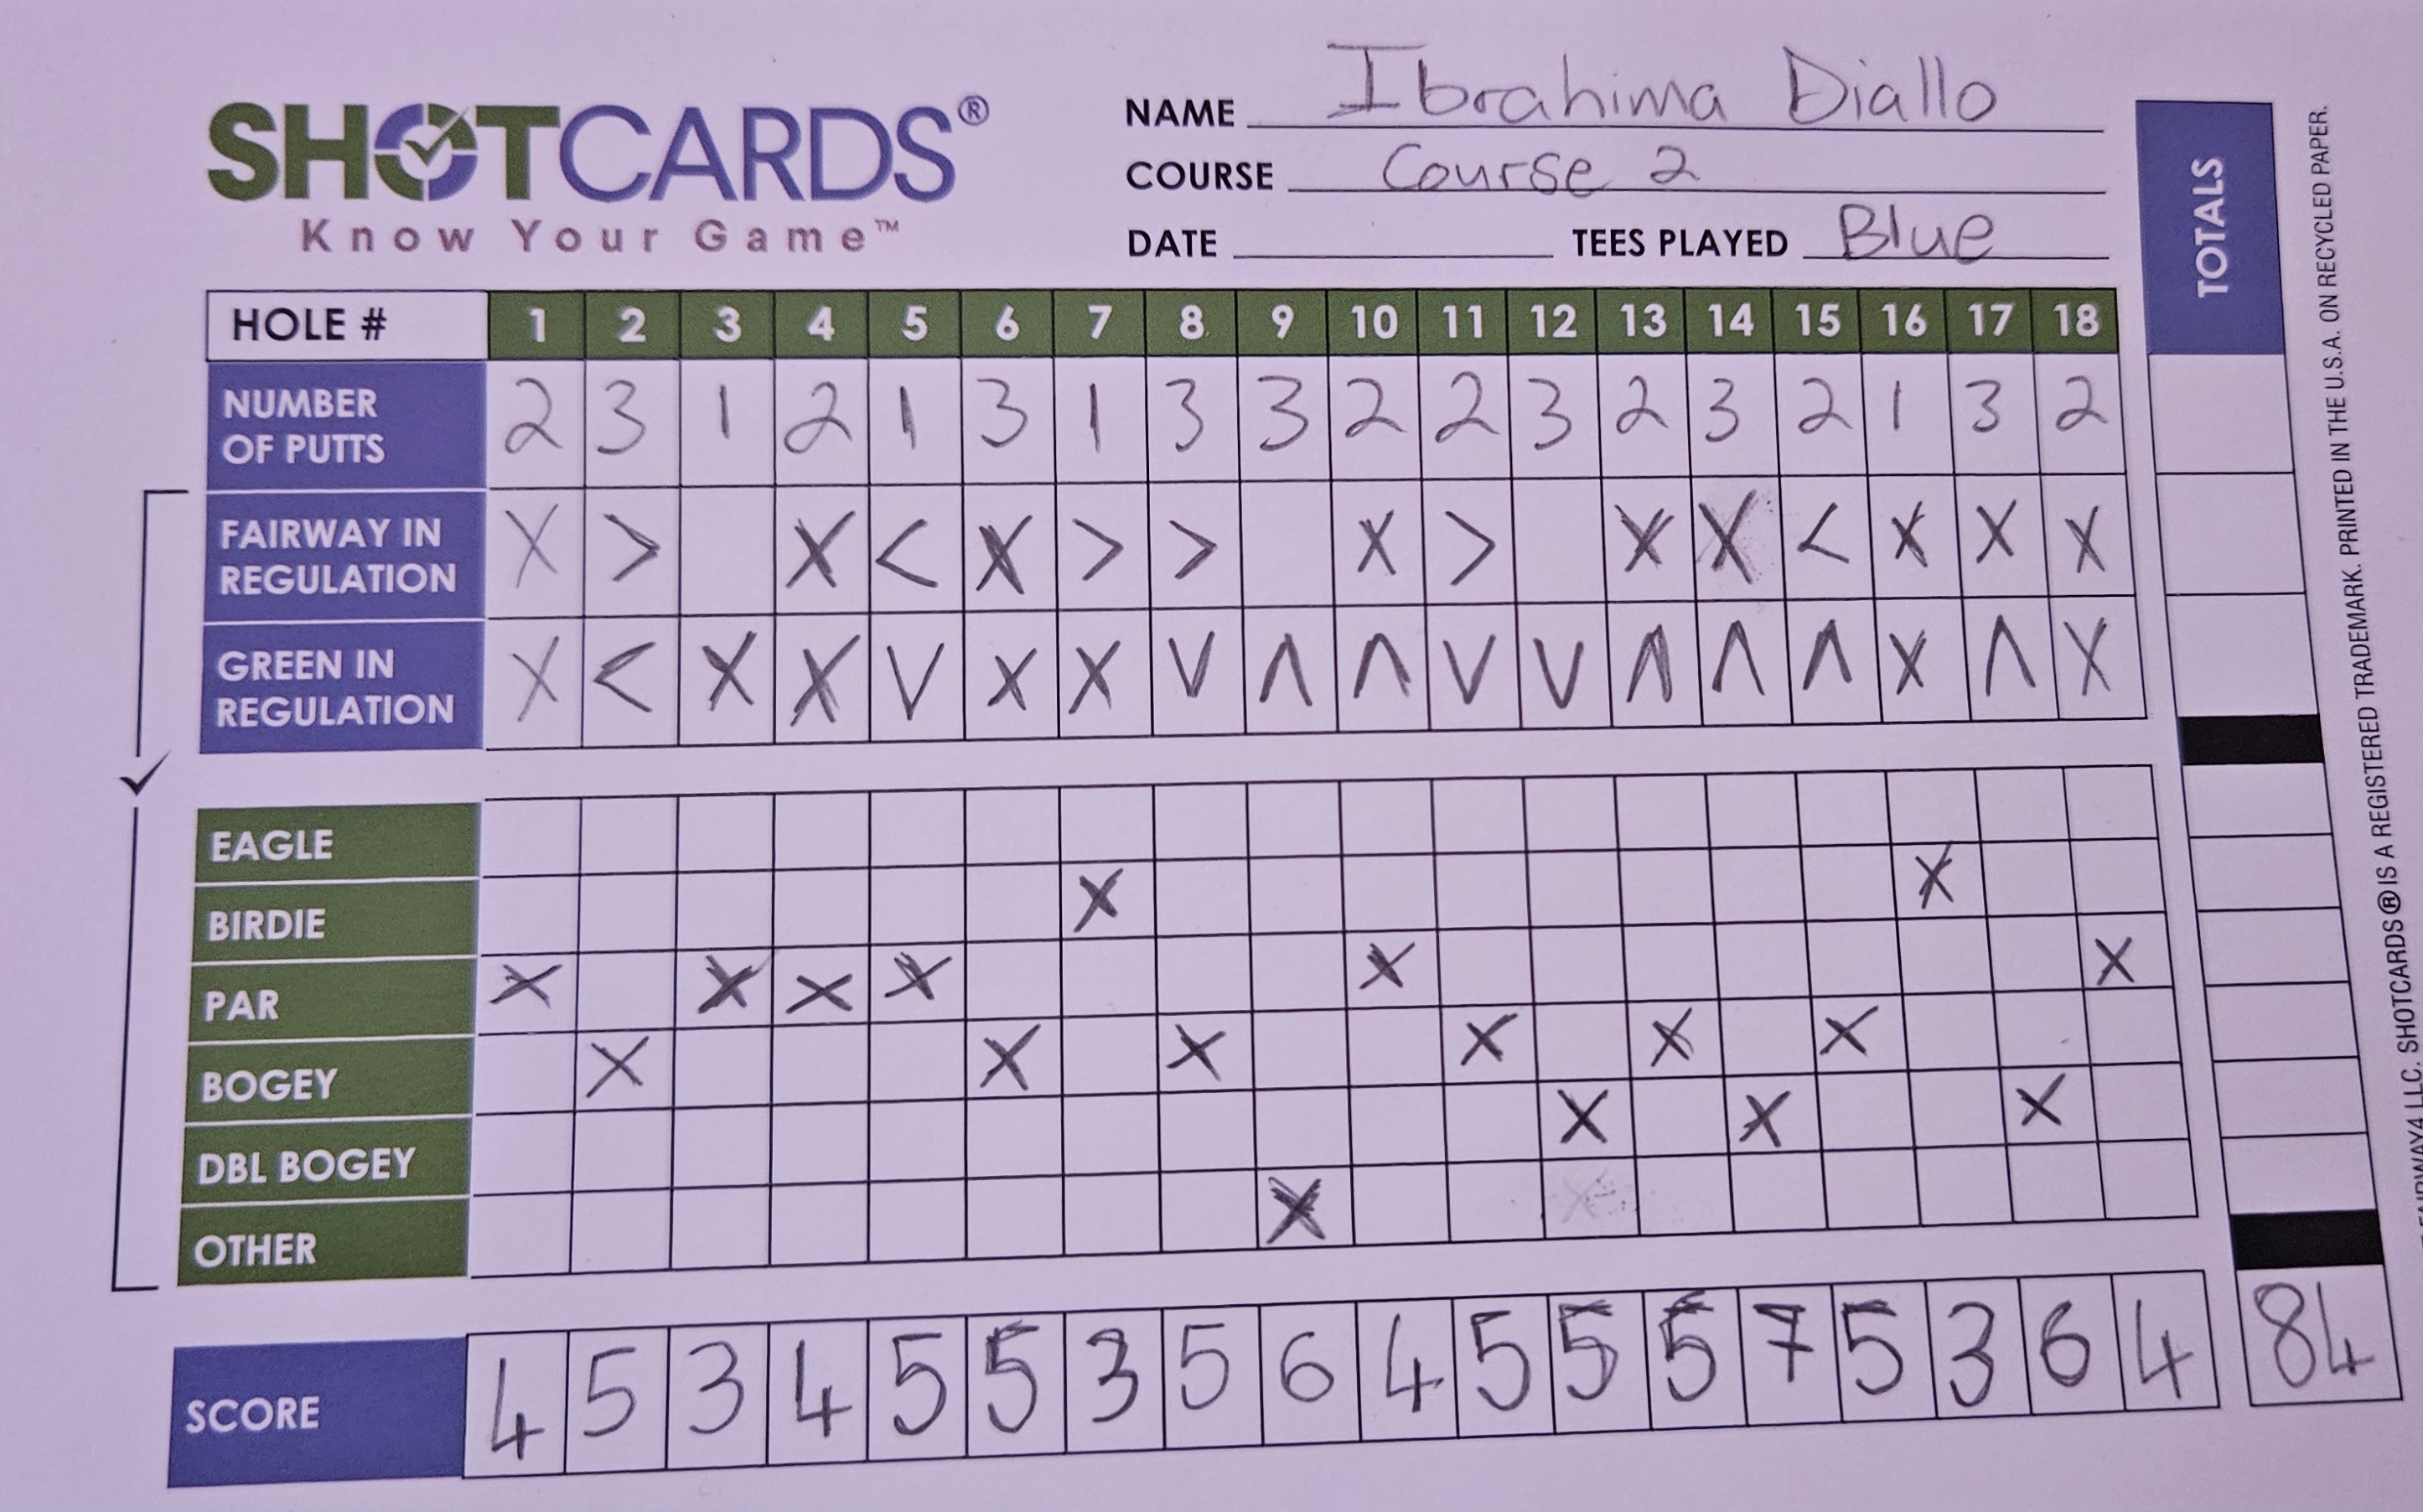 SHOTCARDS®
Know Your Game™
NAME Ibrahima Diallo
COURSE Course 2
DATE TEES PLAYED Blue
TOTALS
HOLE # 1 2 3 4 5 6 7 8 9 10 11 12 13 14 15 16 17 18
NUMBER OF PUTTS 2 3 1 2 1 3 1 3 3 2 2 3 2 3 2 1 3 2
FAIRWAY IN REGULATION X > X < X > > X > X X < X X X
GREEN IN REGULATION X < X X V X X V Λ Λ V V Λ Λ Λ X Λ X
EAGLE
BIRDIE X X
PAR X X X X X X
BOGEY X X X X X X
DBL BOGEY X X X
OTHER X
SCORE 4 5 3 4 5 5 3 5 6 4 5 5 5 7 5 3 6 4 84
FAIRWAY4 LLC. SHOTCARDS® IS A REGISTERED TRADEMARK. PRINTED IN THE U.S.A. ON RECYCLED PAPER.